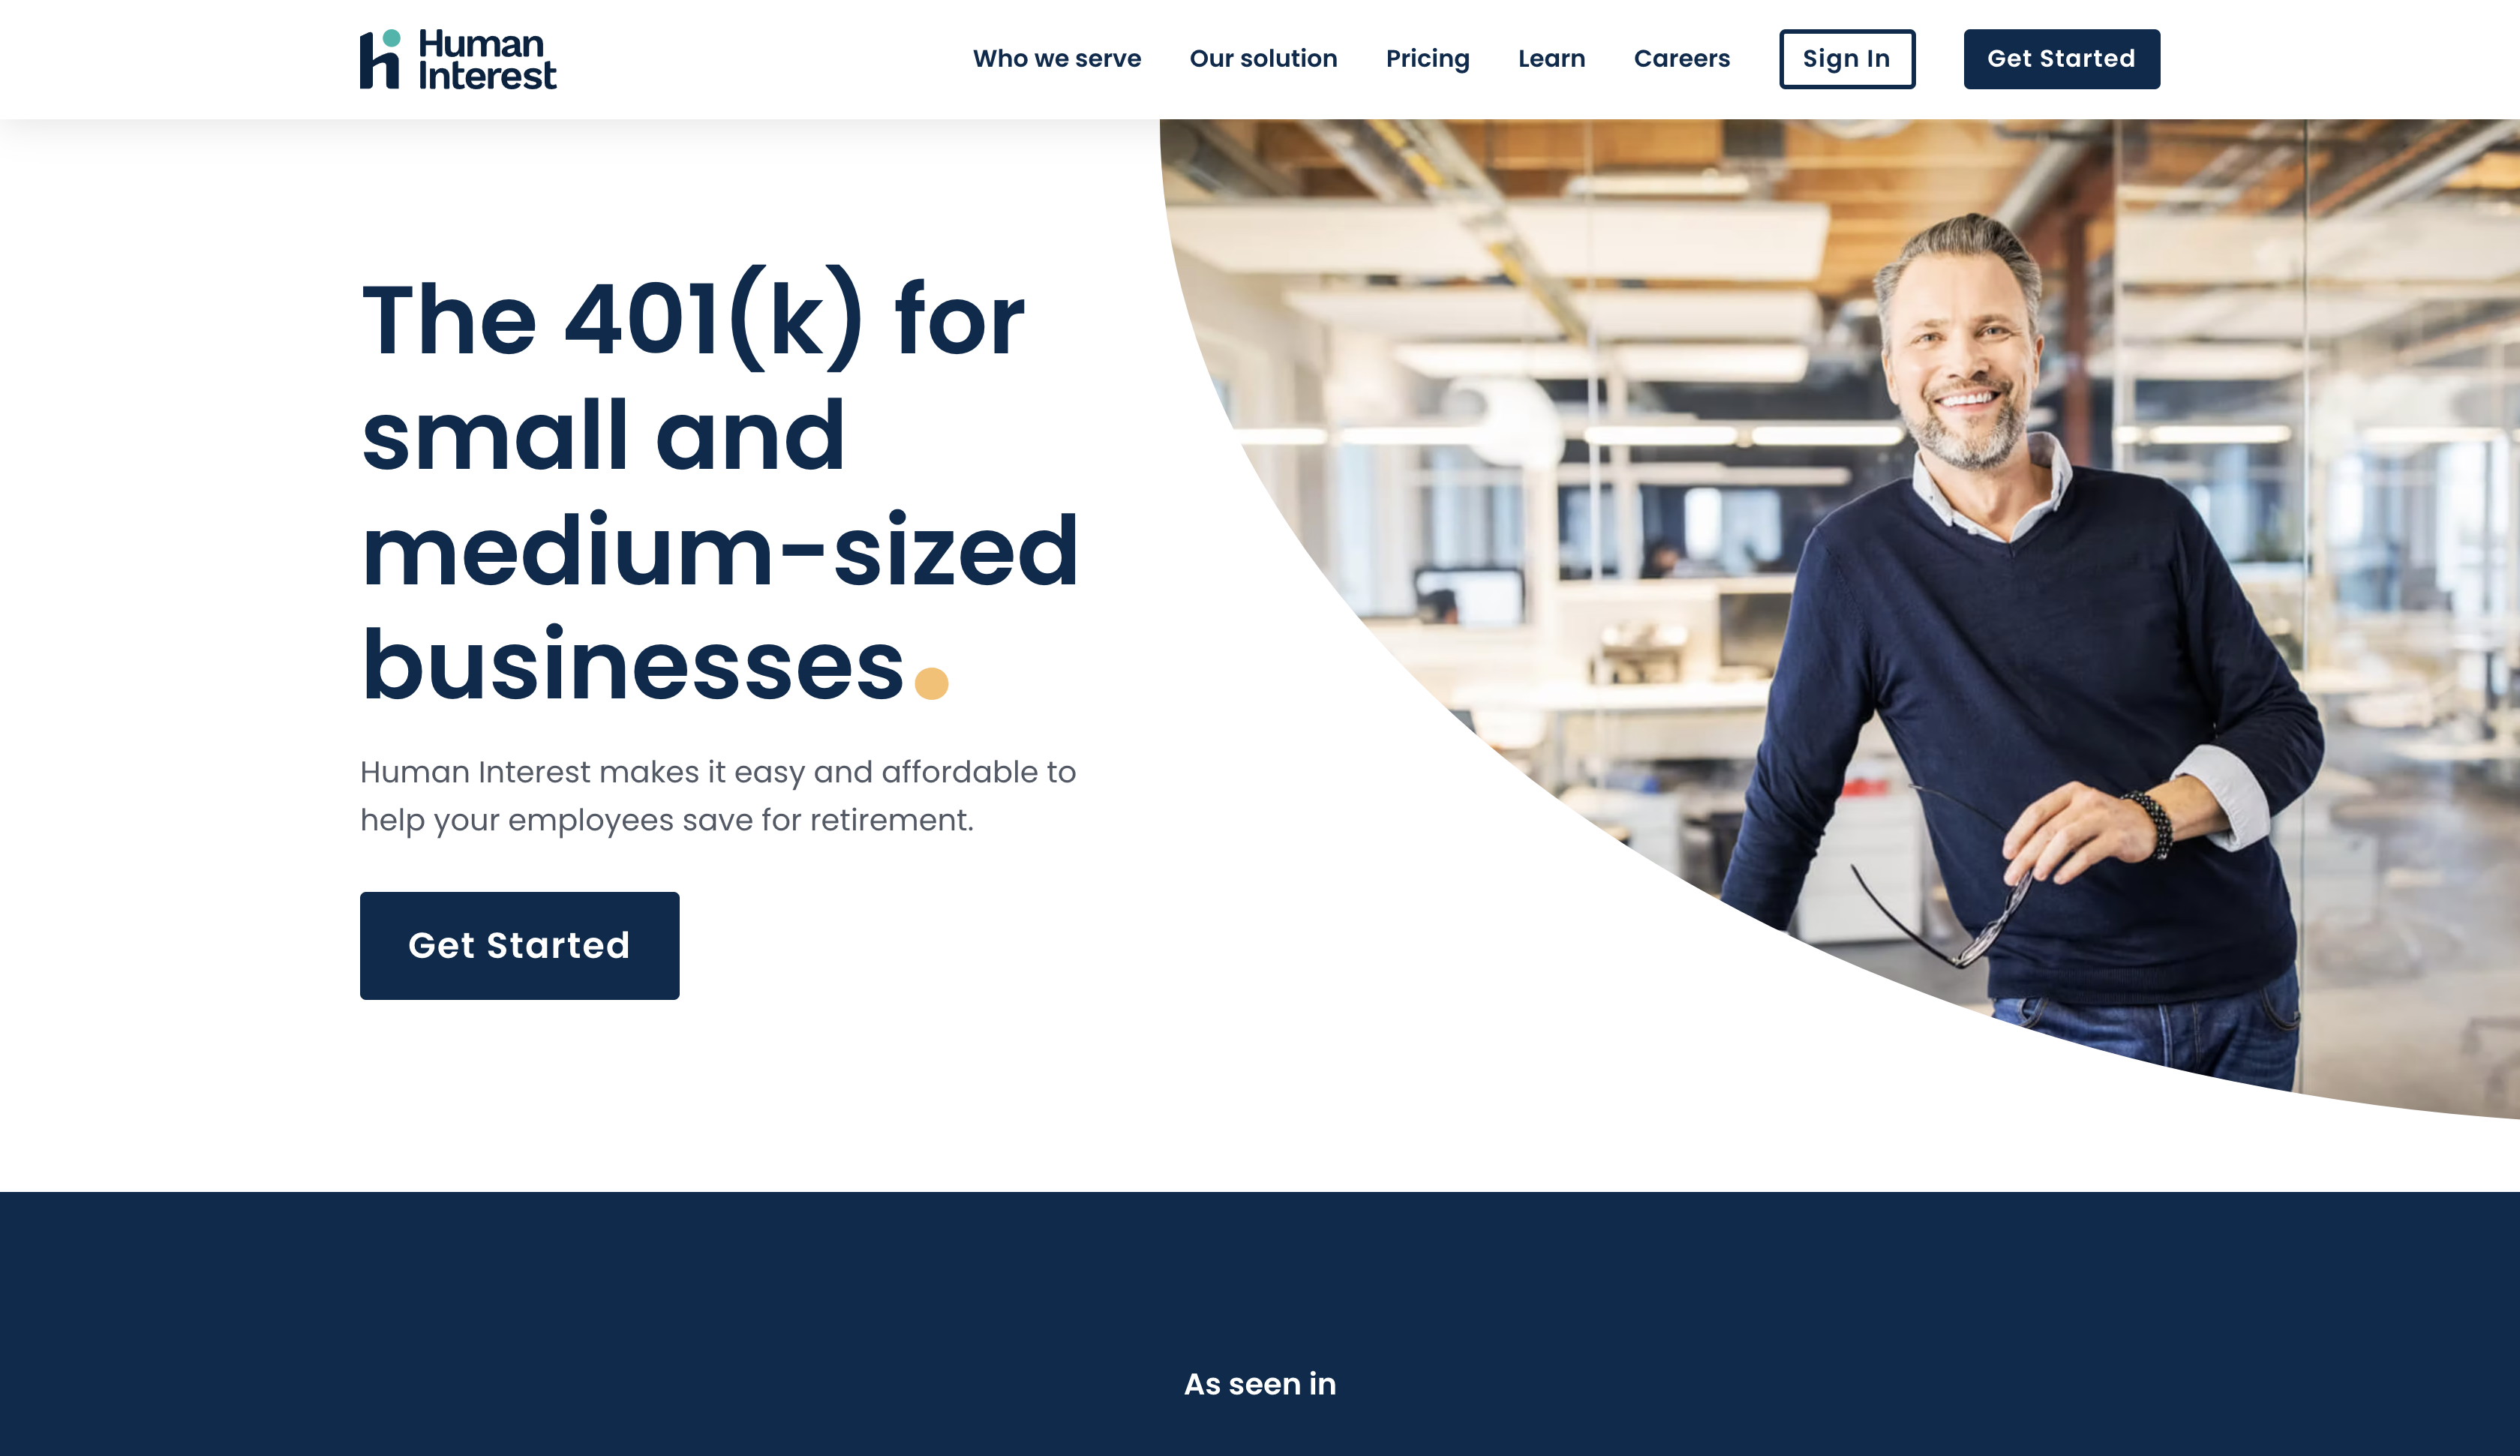 Human
Interest
Who we serve
Our solution
Pricing
Learn
Careers
Sign In
Get Started
The 401(k) for
small and
medium-sized
businesses.
Human Interest makes it easy and affordable to
help your employees save for retirement.
Get Started
As seen in